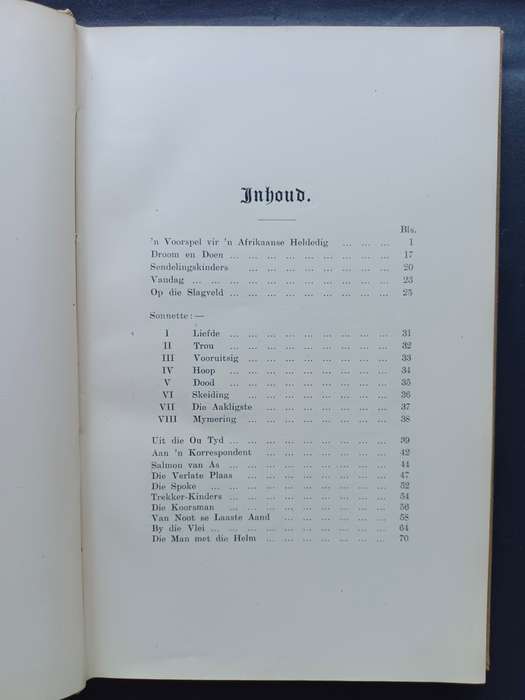 Inhoud.
Bls.
'n Voorspel vir 'n Afrikaanse Heldedig ... ... ... 1
Droom en Doen ... ... ... ... ... ... ... ... 17
Sendelingskinders ... ... ... ... ... ... ... ... 20
Vandag ... ... ... ... ... ... ... ... ... ... 23
Op die Slagveld ... ... ... ... ... ... ... ... 25
Sonnette:—
I Liefde ... ... ... ... ... ... ... ... ... 31
II Trou ... ... ... ... ... ... ... ... ... 32
III Vooruitsig ... ... ... ... ... ... ... ... 33
IV Hoop ... ... ... ... ... ... ... ... ... 34
V Dood ... ... ... ... ... ... ... ... ... 35
VI Skeiding ... ... ... ... ... ... ... ... 36
VII Die Aakligste ... ... ... ... ... ... ... 37
VIII Mymering ... ... ... ... ... ... ... ... 38
Uit die Ou Tyd ... ... ... ... ... ... ... ... ... 39
Aan 'n Korrespondent ... ... ... ... ... ... ... 42
Salmon van As ... ... ... ... ... ... ... ... ... 44
Die Verlate Plaas ... ... ... ... ... ... ... ... 47
Die Spoke ... ... ... ... ... ... ... ... ... 52
Trekker-Kinders ... ... ... ... ... ... ... ... 54
Die Koorsman ... ... ... ... ... ... ... ... 56
Van Noot se Laaste Aand ... ... ... ... ... ... 58
By die Vlei ... ... ... ... ... ... ... ... ... ... 64
Die Man met die Helm ... ... ... ... ... ... ... 70